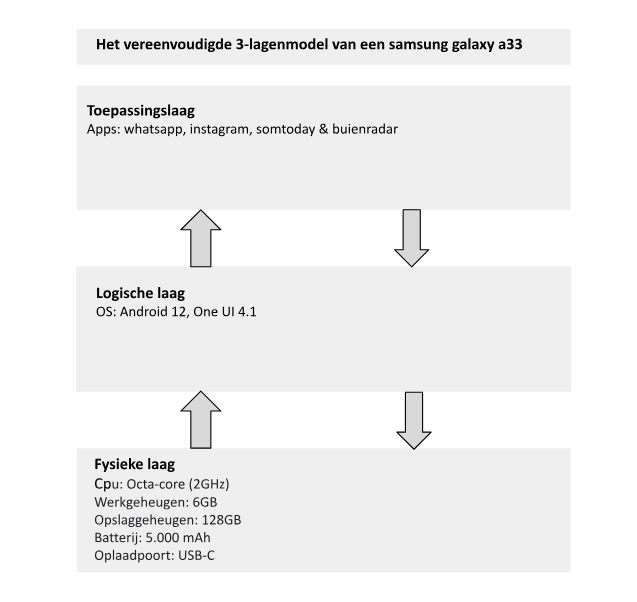 Het vereenvoudigde 3-lagenmodel van een samsung galaxy a33
Toepassingslaag
Apps: whatsapp, instagram, somtoday & buienradar
Logische laag
OS: Android 12, One UI 4.1
Fysieke laag
Cpu: Octa-core (2GHz)
Werkgeheugen: 6GB
Opslaggeheugen: 128GB
Batterij: 5.000 mAh
Oplaadpoort: USB-C